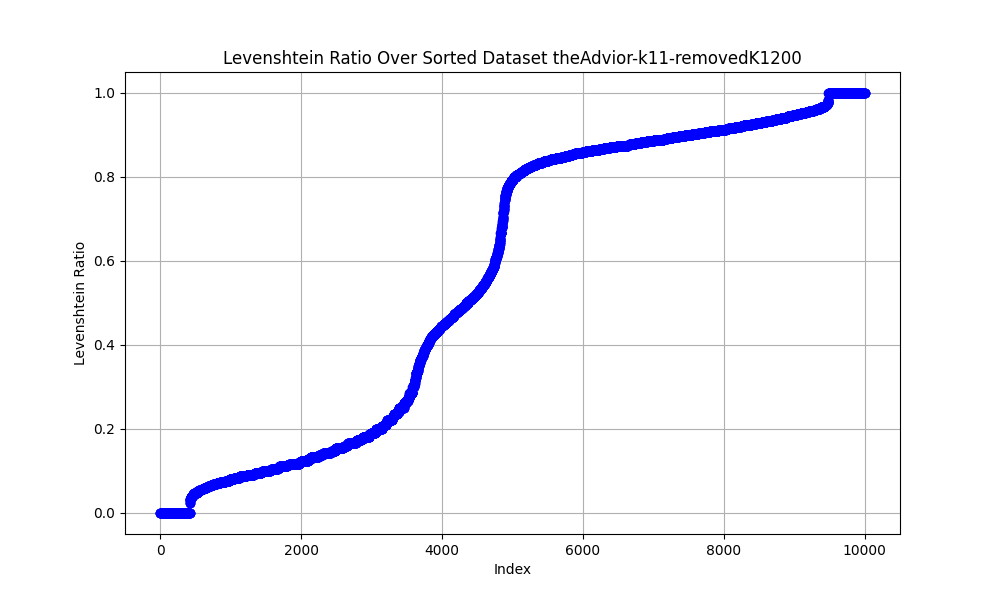 Levenshtein Ratio Over Sorted Dataset theAdvior-k11-removedK1200
1.0
0.8
0.6
0.4
0.2
0.0
Levenshtein Ratio
0 2000 4000 6000 8000 10000
Index